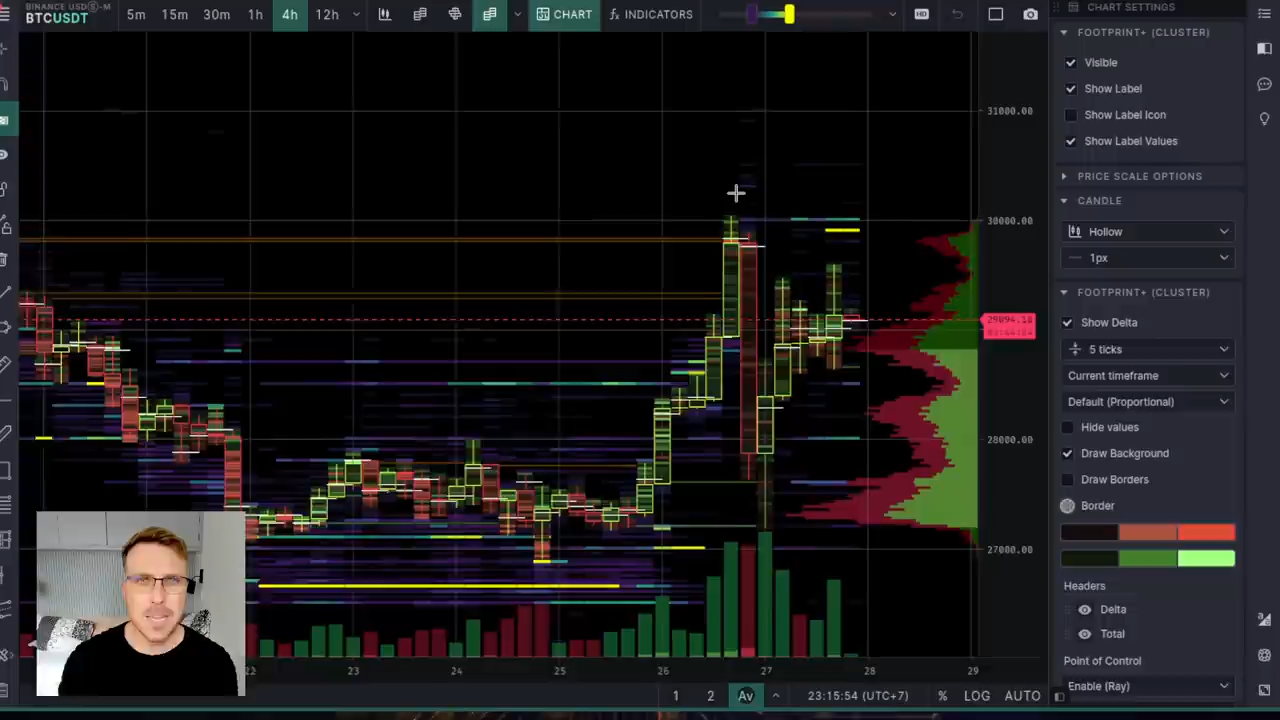 BINANCE USDⓈ-M
BTCUSDT
5m 15m 30m 1h 4h 12h
CHART
INDICATORS
HD
CHART SETTINGS
FOOTPRINT+ (CLUSTER)
Visible
Show Label
Show Label Icon
Show Label Values
PRICE SCALE OPTIONS
CANDLE
Hollow
1px
FOOTPRINT+ (CLUSTER)
Show Delta
5 ticks
Current timeframe
Default (Proportional)
Hide values
Draw Background
Draw Borders
Border
Headers
Delta
Total
Point of Control
Enable (Ray)
31000.00
30000.00
28000.00
27000.00
22 23 24 25 26 27 28 29
1 2 Av 23:15:54 (UTC+7) % LOG AUTO